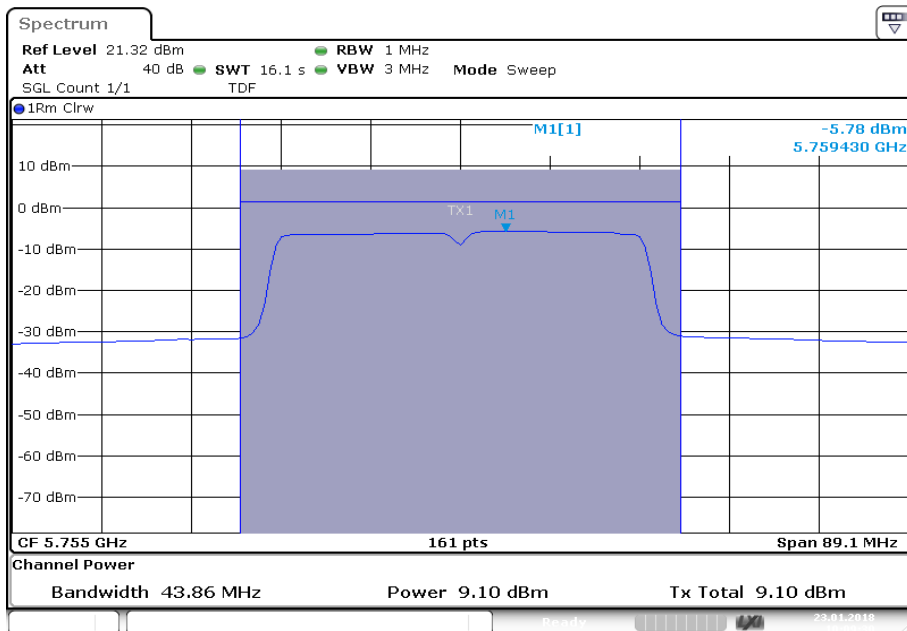 Spectrum
Ref Level 21.32 dBm RBW 1 MHz
Att 40 dB SWT 16.1 s VBW 3 MHz Mode Sweep
SGL Count 1/1 TDF
1Rm Clrw
M1[1] -5.78 dBm
5.759430 GHz
10 dBm
0 dBm
TX1 M1
-10 dBm
-20 dBm
-30 dBm
-40 dBm
-50 dBm
-60 dBm
-70 dBm
CF 5.755 GHz 161 pts Span 89.1 MHz
Channel Power
Bandwidth 43.86 MHz Power 9.10 dBm Tx Total 9.10 dBm
Ready LXI 23.01.2018